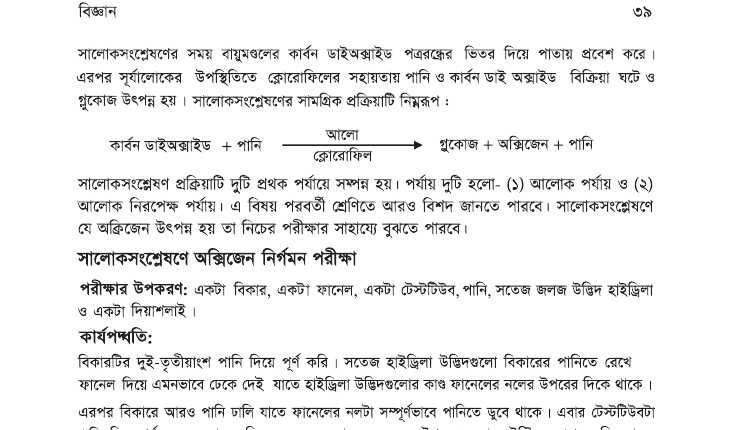 বিজ্ঞান ৩৯
সালোকসংশ্লেষণের সময় বায়ুমণ্ডলের কার্বন ডাইঅক্সাইড পত্ররন্ধ্রের ভিতর দিয়ে পাতায় প্রবেশ করে।
এরপর সূর্যালোকের উপস্থিতিতে ক্লোরোফিলের সহায়তায় পানি ও কার্বন ডাই অক্সাইড বিক্রিয়া ঘটে ও
গ্লুকোজ উৎপন্ন হয়। সালোকসংশ্লেষণের সামগ্রিক প্রক্রিয়াটি নিম্নরূপ :
আলো
কার্বন ডাইঅক্সাইড + পানি গ্লুকোজ + অক্সিজেন + পানি
ক্লোরোফিল
সালোকসংশ্লেষণ প্রক্রিয়াটি দুটি প্রথক পর্যায়ে সম্পন্ন হয়। পর্যায় দুটি হলো- (১) আলোক পর্যায় ও (২)
আলোক নিরপেক্ষ পর্যায়। এ বিষয় পরবর্তী শ্রেণিতে আরও বিশদ জানতে পারবে। সালোকসংশ্লেষণে
যে অক্রিজেন উৎপন্ন হয় তা নিচের পরীক্ষার সাহায্যে বুঝতে পারবে।
সালোকসংশ্লেষণে অক্সিজেন নির্গমন পরীক্ষা
পরীক্ষার উপকরণ: একটা বিকার, একটা ফানেল, একটা টেস্টটিউব, পানি, সতেজ জলজ উদ্ভিদ হাইড্রিলা
ও একটা দিয়াশলাই।
কার্যপদ্ধতি:
বিকারটির দুই-তৃতীয়াংশ পানি দিয়ে পূর্ণ করি। সতেজ হাইড্রিলা উদ্ভিদগুলো বিকারের পানিতে রেখে
ফানেল দিয়ে এমনভাবে ঢেকে দেই যাতে হাইড্রিলা উদ্ভিদগুলোর কাণ্ড ফানেলের নলের উপরের দিকে থাকে।
এরপর বিকারে আরও পানি ঢালি যাতে ফানেলের নলটা সম্পূর্ণভাবে পানিতে ডুবে থাকে। এবার টেস্টটিউবটা